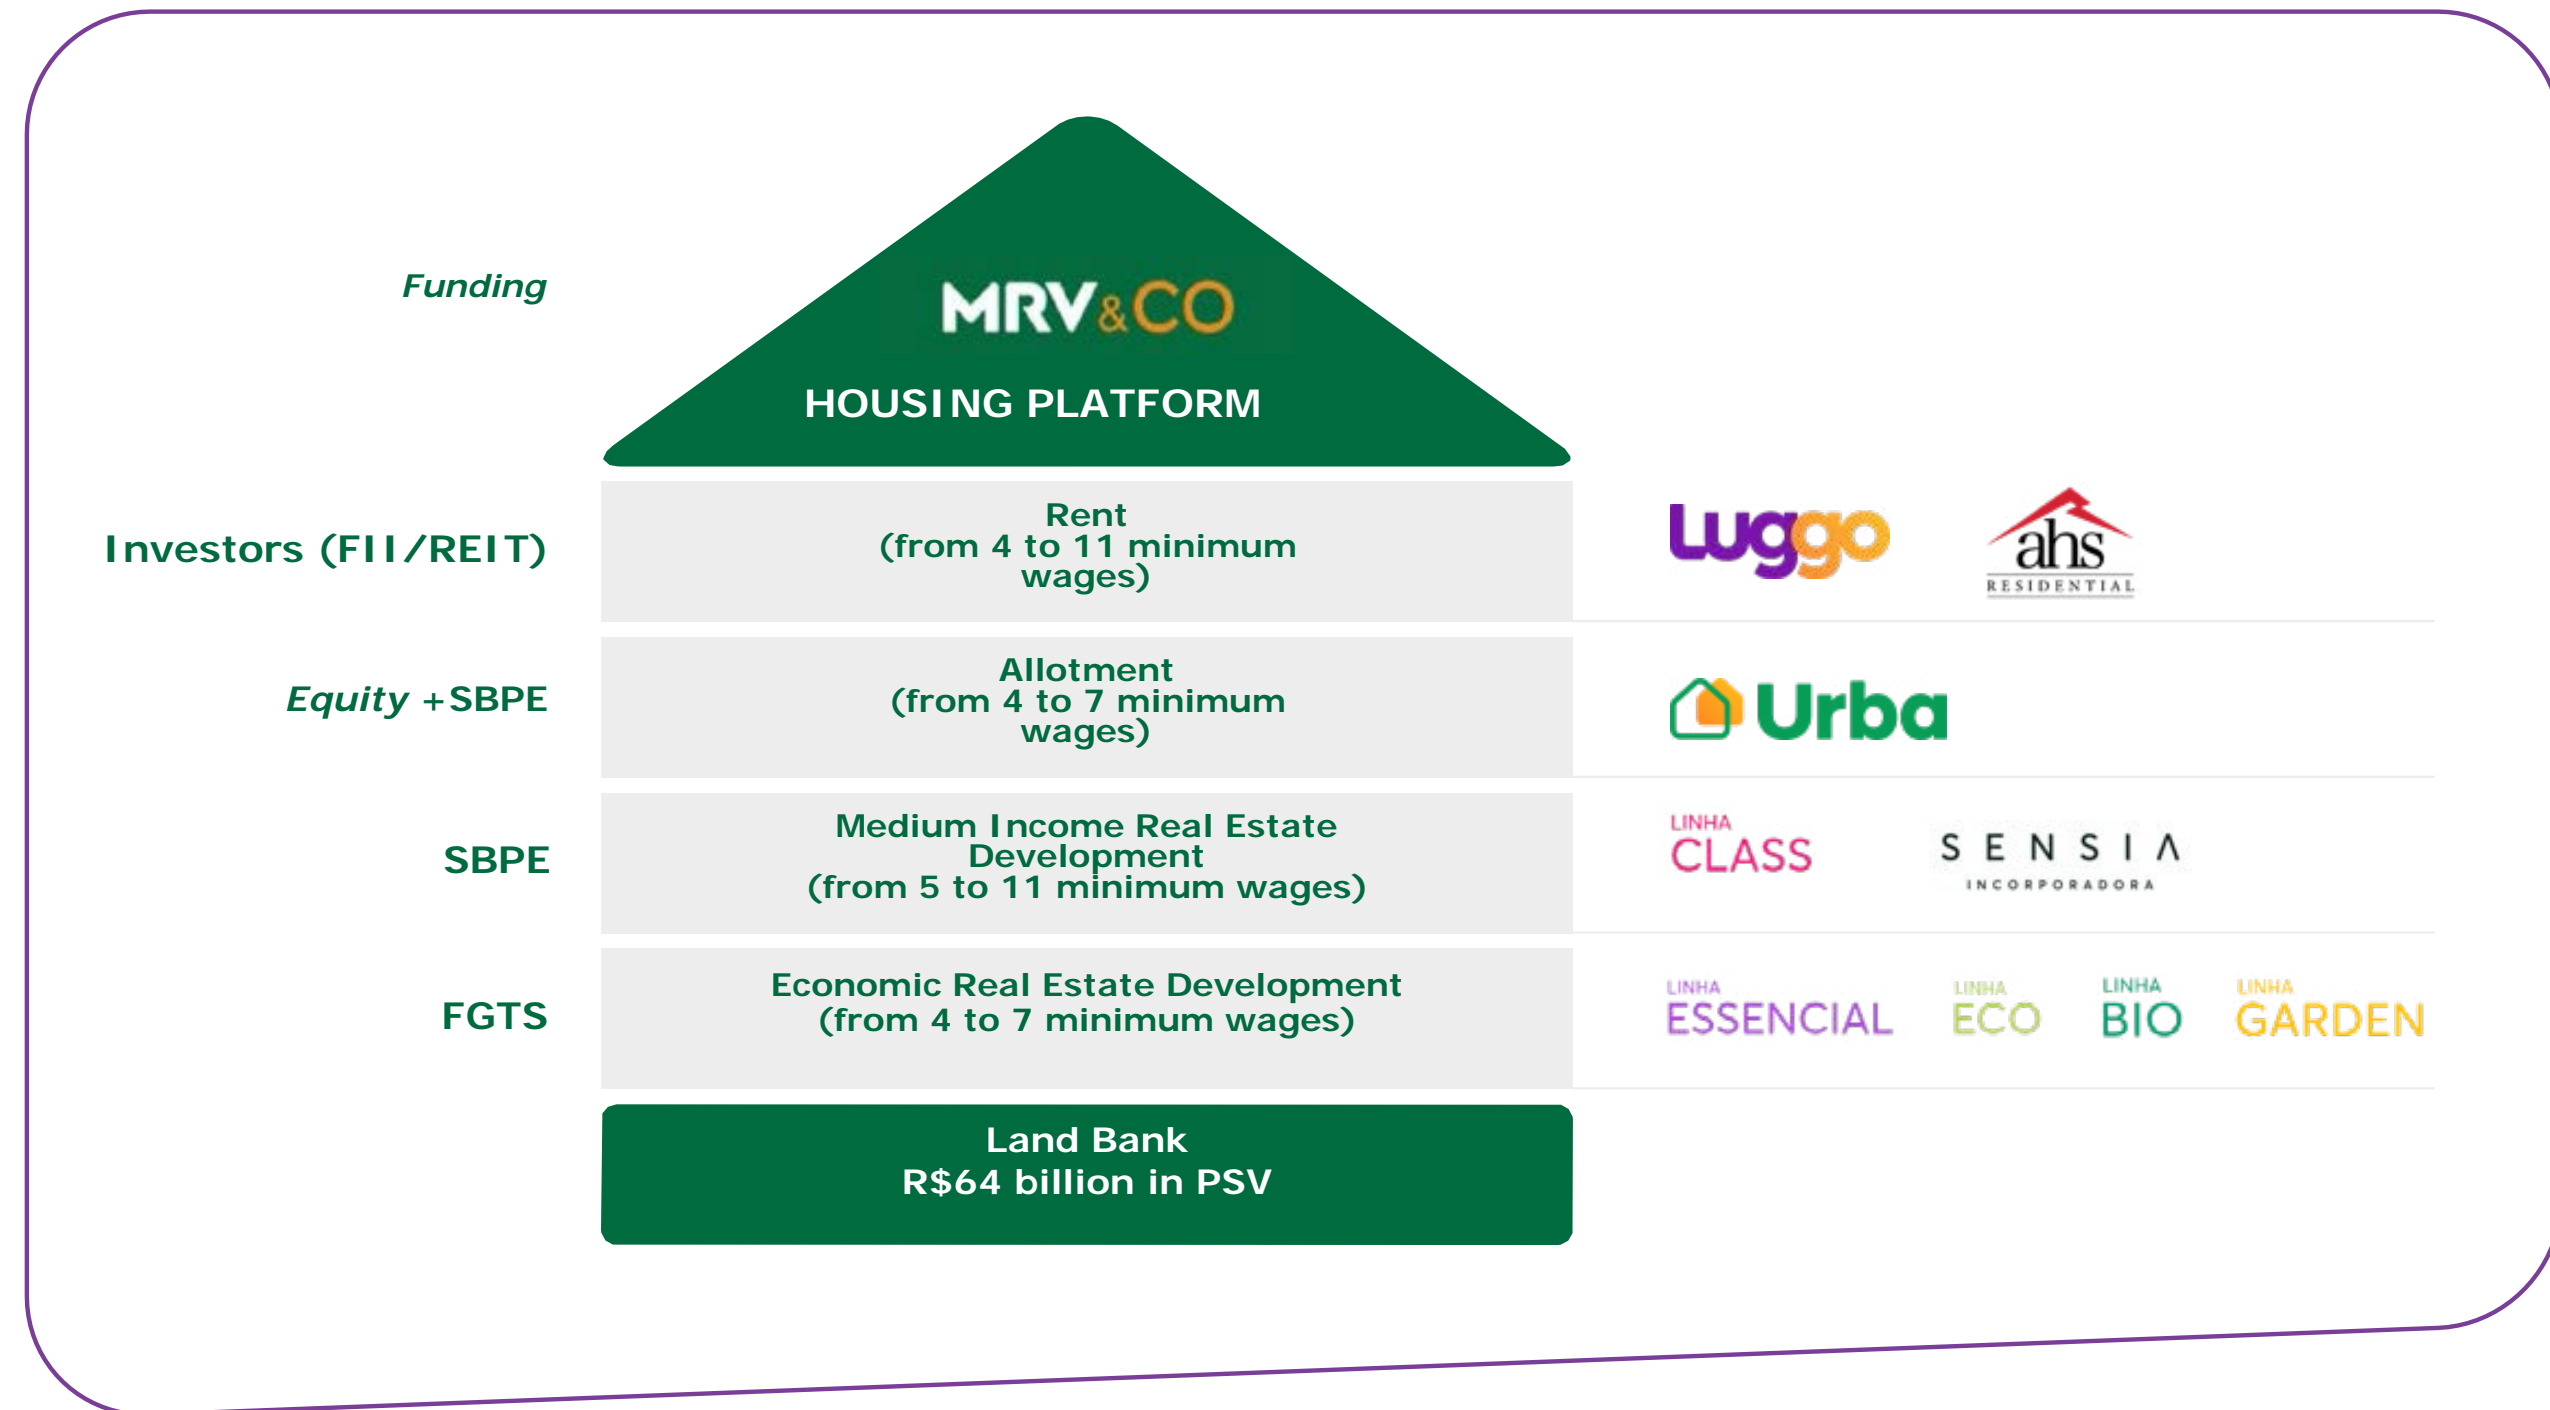 Funding
MRV&CO
HOUSING PLATFORM
Investors (FII/REIT)
Rent
(from 4 to 11 minimum
wages)
Luggo
ahs
RESIDENTIAL
Equity +SBPE
Allotment
(from 4 to 7 minimum
wages)
Urba
SBPE
Medium Income Real Estate
Development
(from 5 to 11 minimum wages)
LINHA
CLASS
SENSIA
INCORPORADORA
FGTS
Economic Real Estate Development
(from 4 to 7 minimum wages)
LINHA
ESSENCIAL
LINHA
ECO
LINHA
BIO
LINHA
GARDEN
Land Bank
R$64 billion in PSV